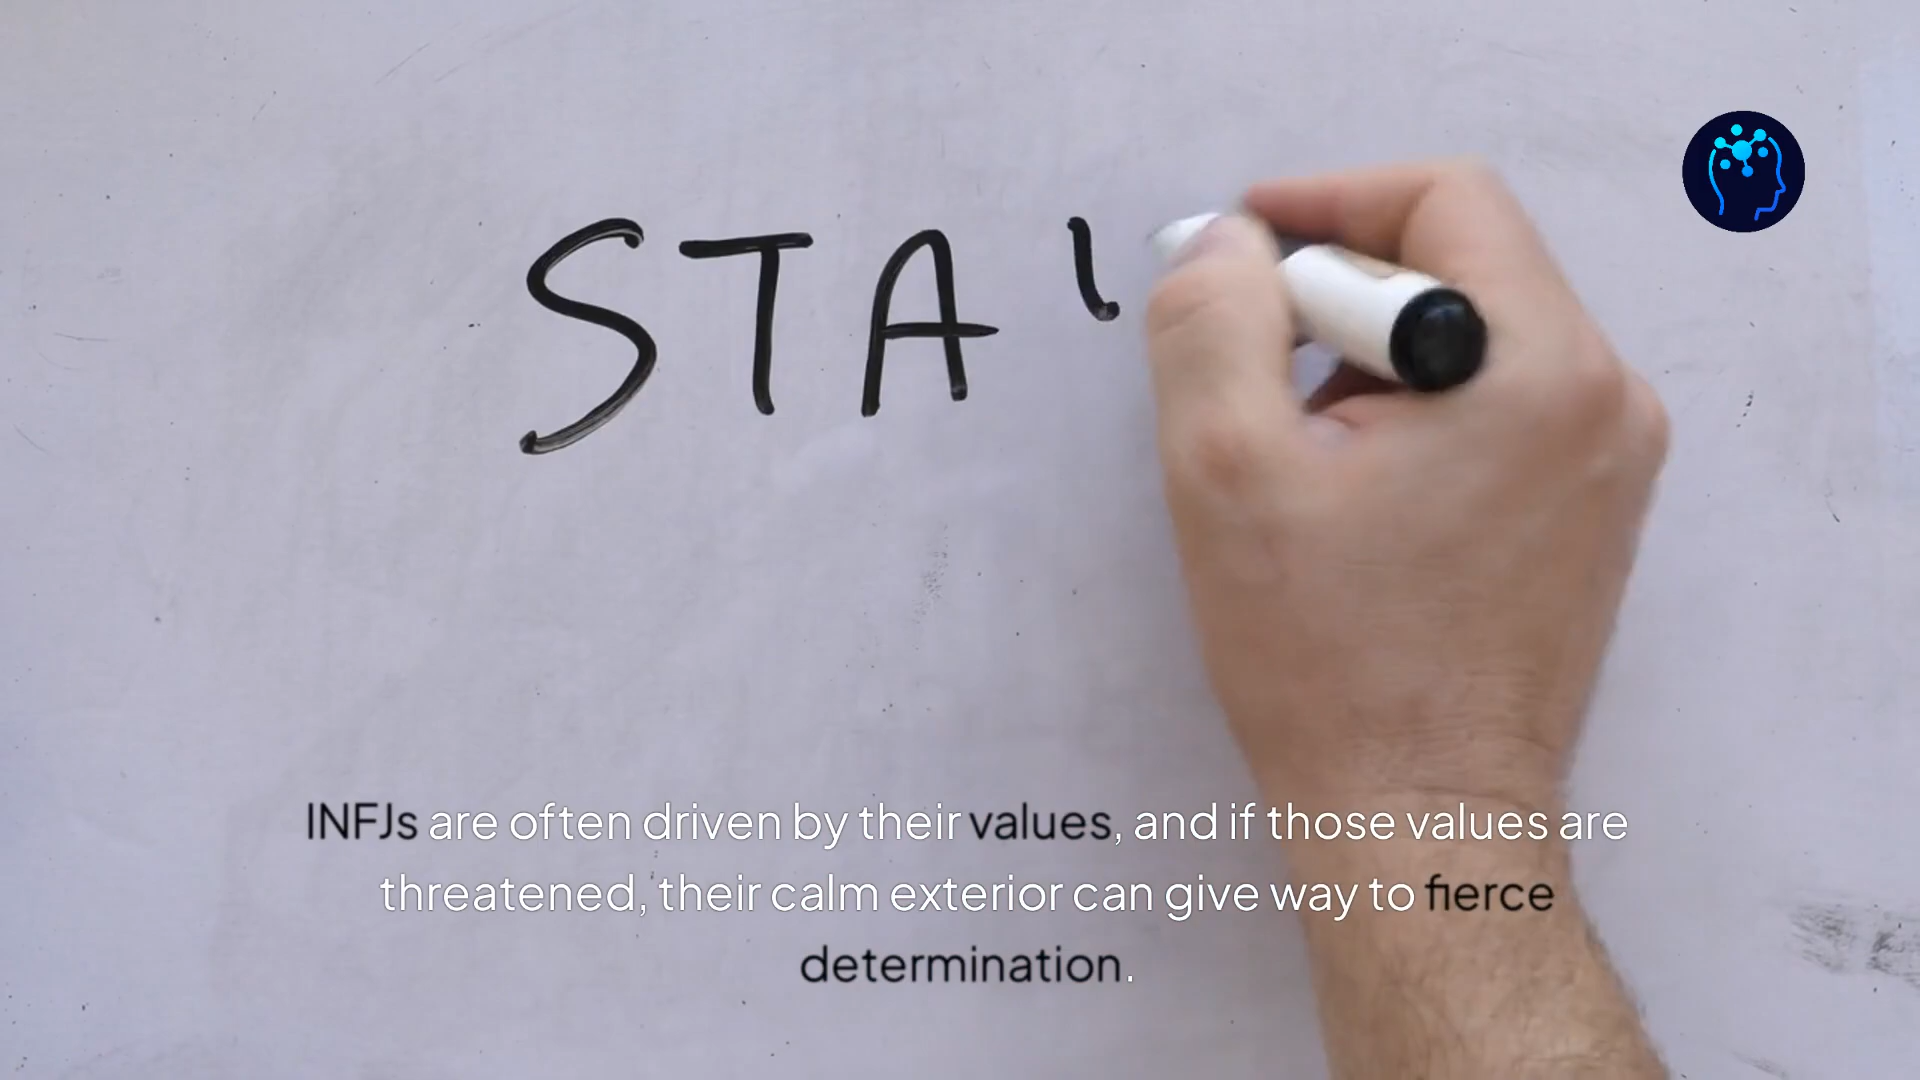 STA
INFJs are often driven by their values, and if those values are
threatened, their calm exterior can give way to fierce
determination.